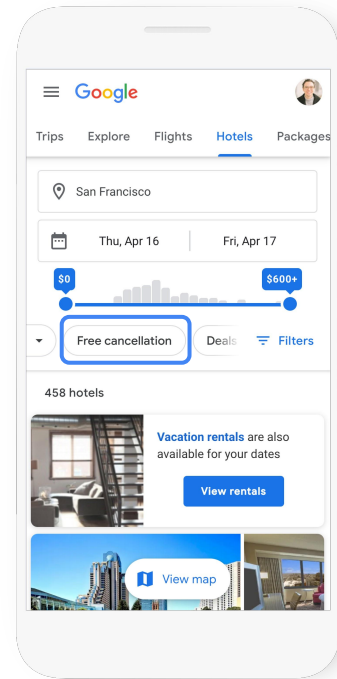 Google
Trips Explore Flights Hotels Packages
San Francisco
Thu, Apr 16 Fri, Apr 17
$0 $600+
Free cancellation Deals Filters
458 hotels
Vacation rentals are also
available for your dates
View rentals
View map